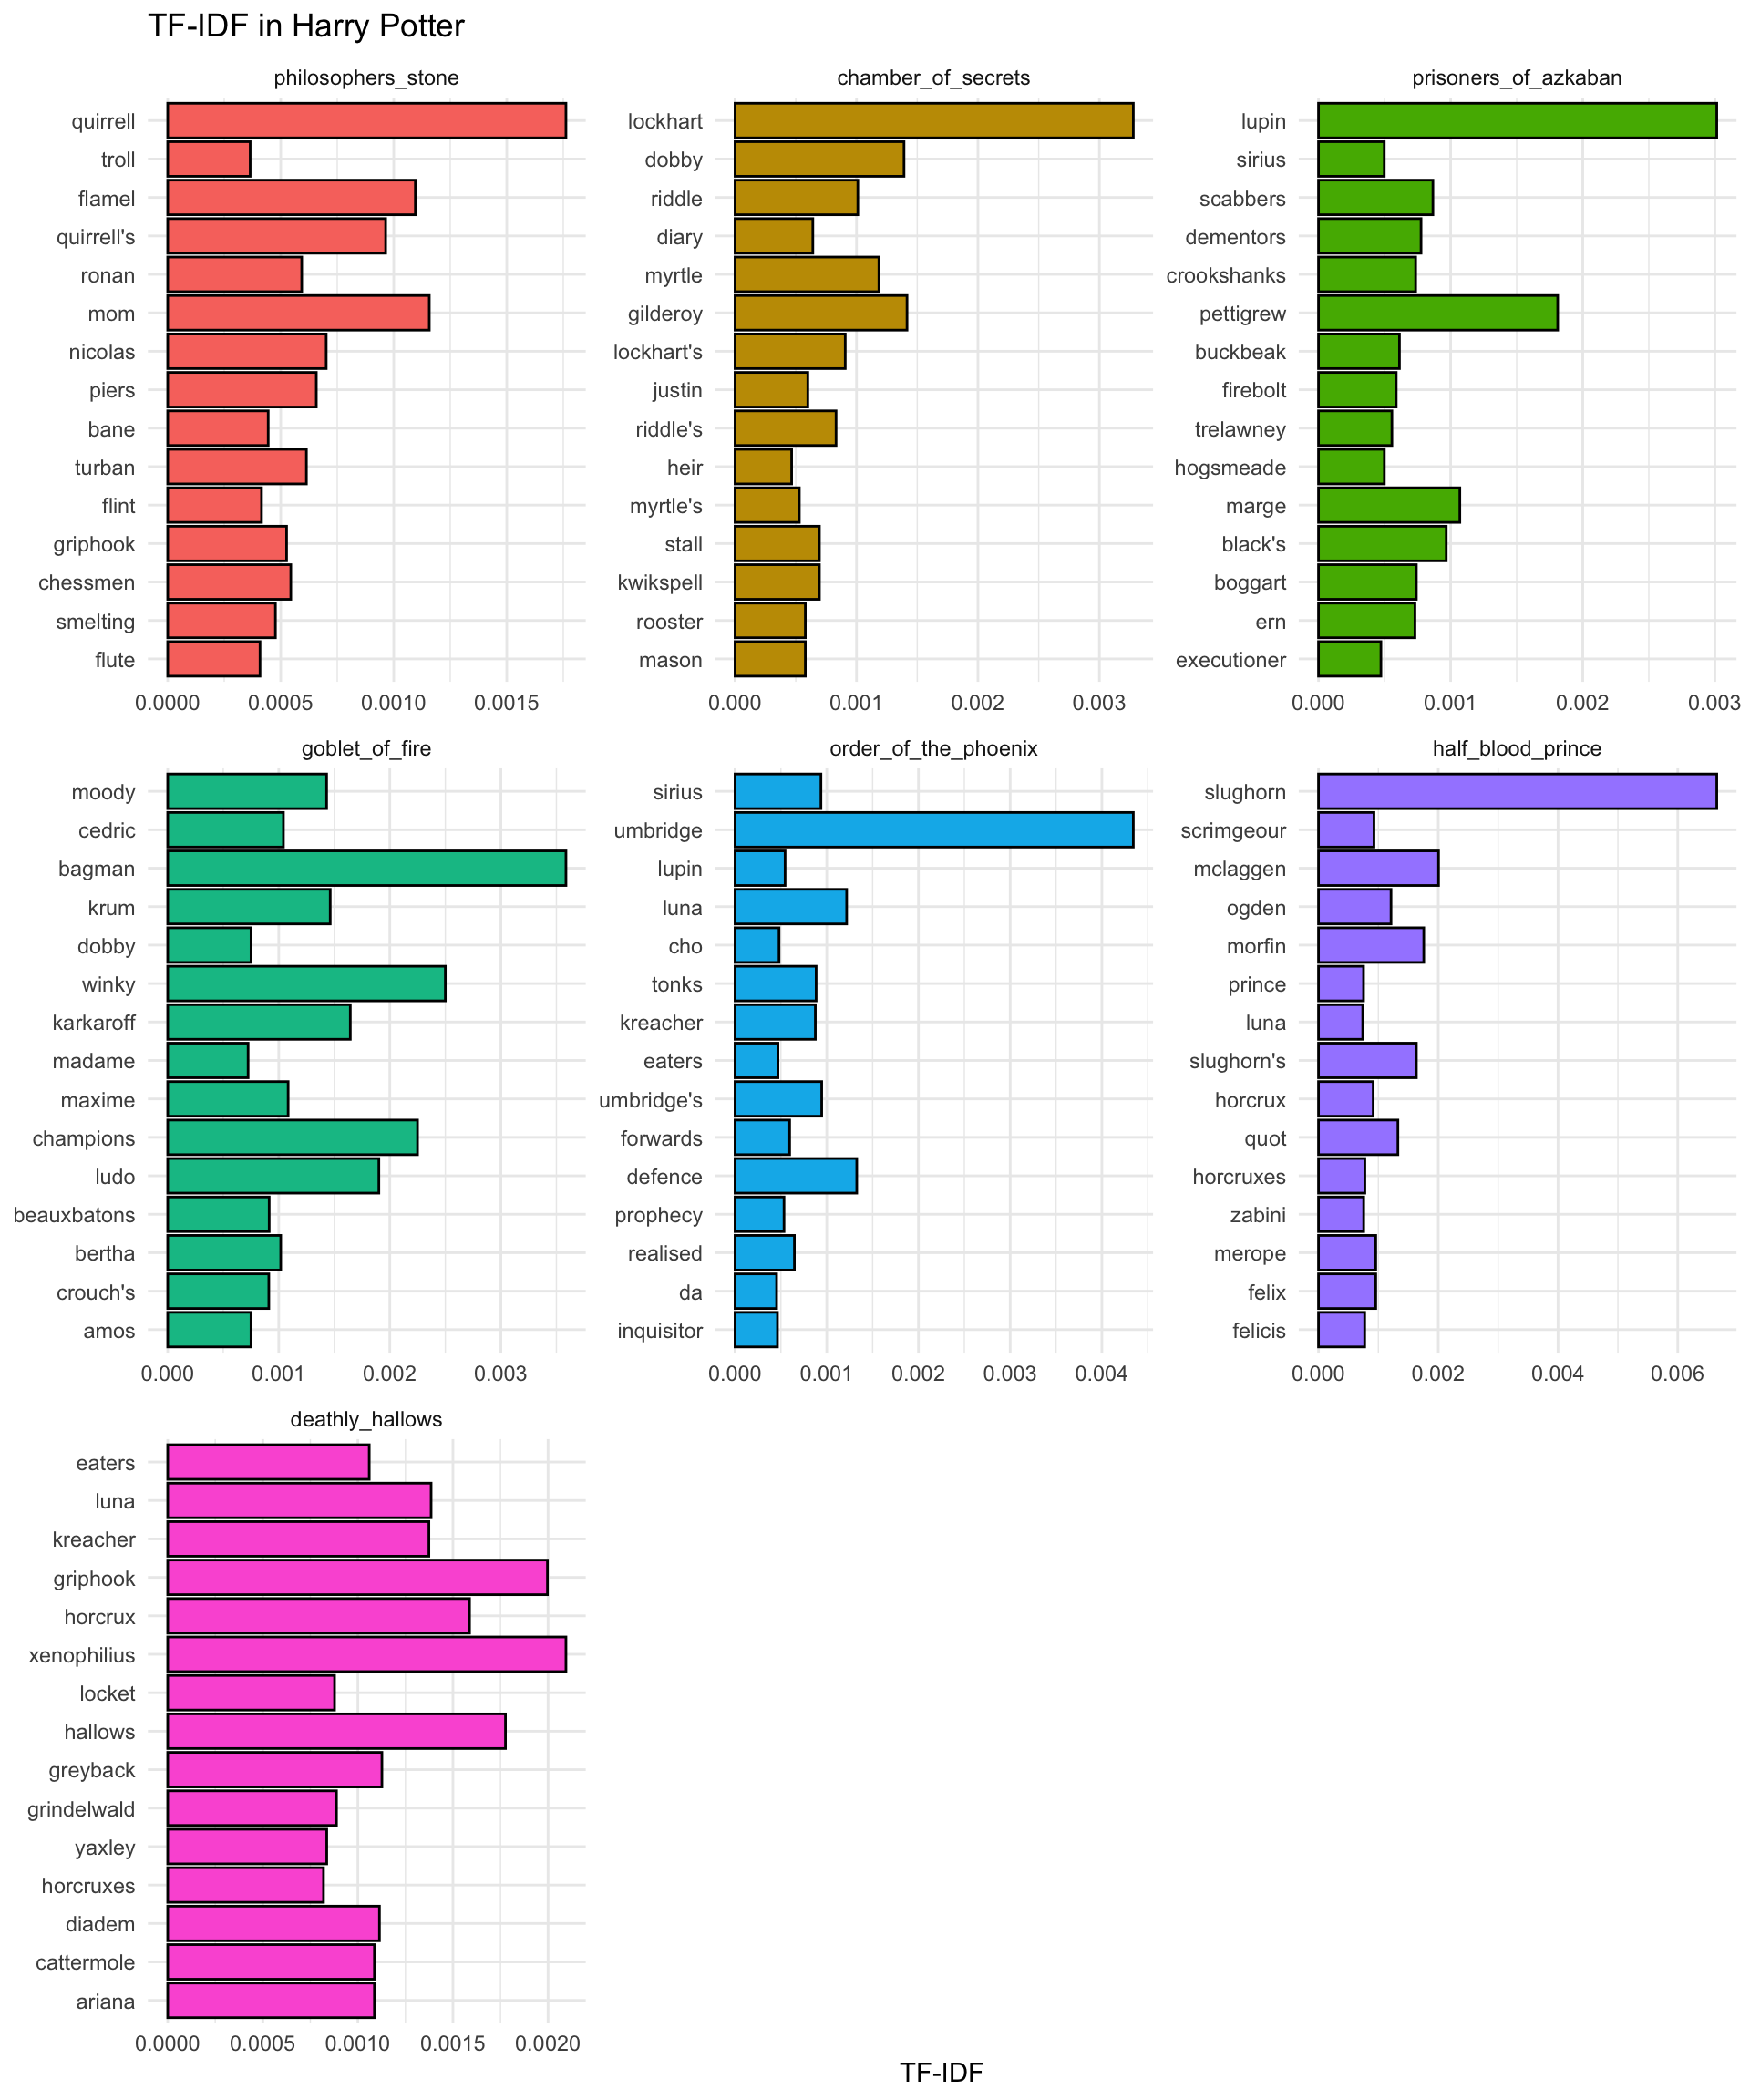 TF-IDF in Harry Potter
philosophers_stone
quirrell
troll
flamel
quirrell's
ronan
mom
nicolas
piers
bane
turban
flint
griphook
chessmen
smelting
flute
0.0000 0.0005 0.0010 0.0015
chamber_of_secrets
lockhart
dobby
riddle
diary
myrtle
gilderoy
lockhart's
justin
riddle's
heir
myrtle's
stall
kwikspell
rooster
mason
0.000 0.001 0.002 0.003
prisoners_of_azkaban
lupin
sirius
scabbers
dementors
crookshanks
pettigrew
buckbeak
firebolt
trelawney
hogsmeade
marge
black's
boggart
ern
executioner
0.000 0.001 0.002 0.003
goblet_of_fire
moody
cedric
bagman
krum
dobby
winky
karkaroff
madame
maxime
champions
ludo
beauxbatons
bertha
crouch's
amos
0.000 0.001 0.002 0.003
order_of_the_phoenix
sirius
umbridge
lupin
luna
cho
tonks
kreacher
eaters
umbridge's
forwards
defence
prophecy
realised
da
inquisitor
0.000 0.001 0.002 0.003 0.004
half_blood_prince
slughorn
scrimgeour
mclaggen
ogden
morfin
prince
luna
slughorn's
horcrux
quot
horcruxes
zabini
merope
felix
felicis
0.000 0.002 0.004 0.006
deathly_hallows
eaters
luna
kreacher
griphook
horcrux
xenophilius
locket
hallows
greyback
grindelwald
yaxley
horcruxes
diadem
cattermole
ariana
0.0000 0.0005 0.0010 0.0015 0.0020
TF-IDF